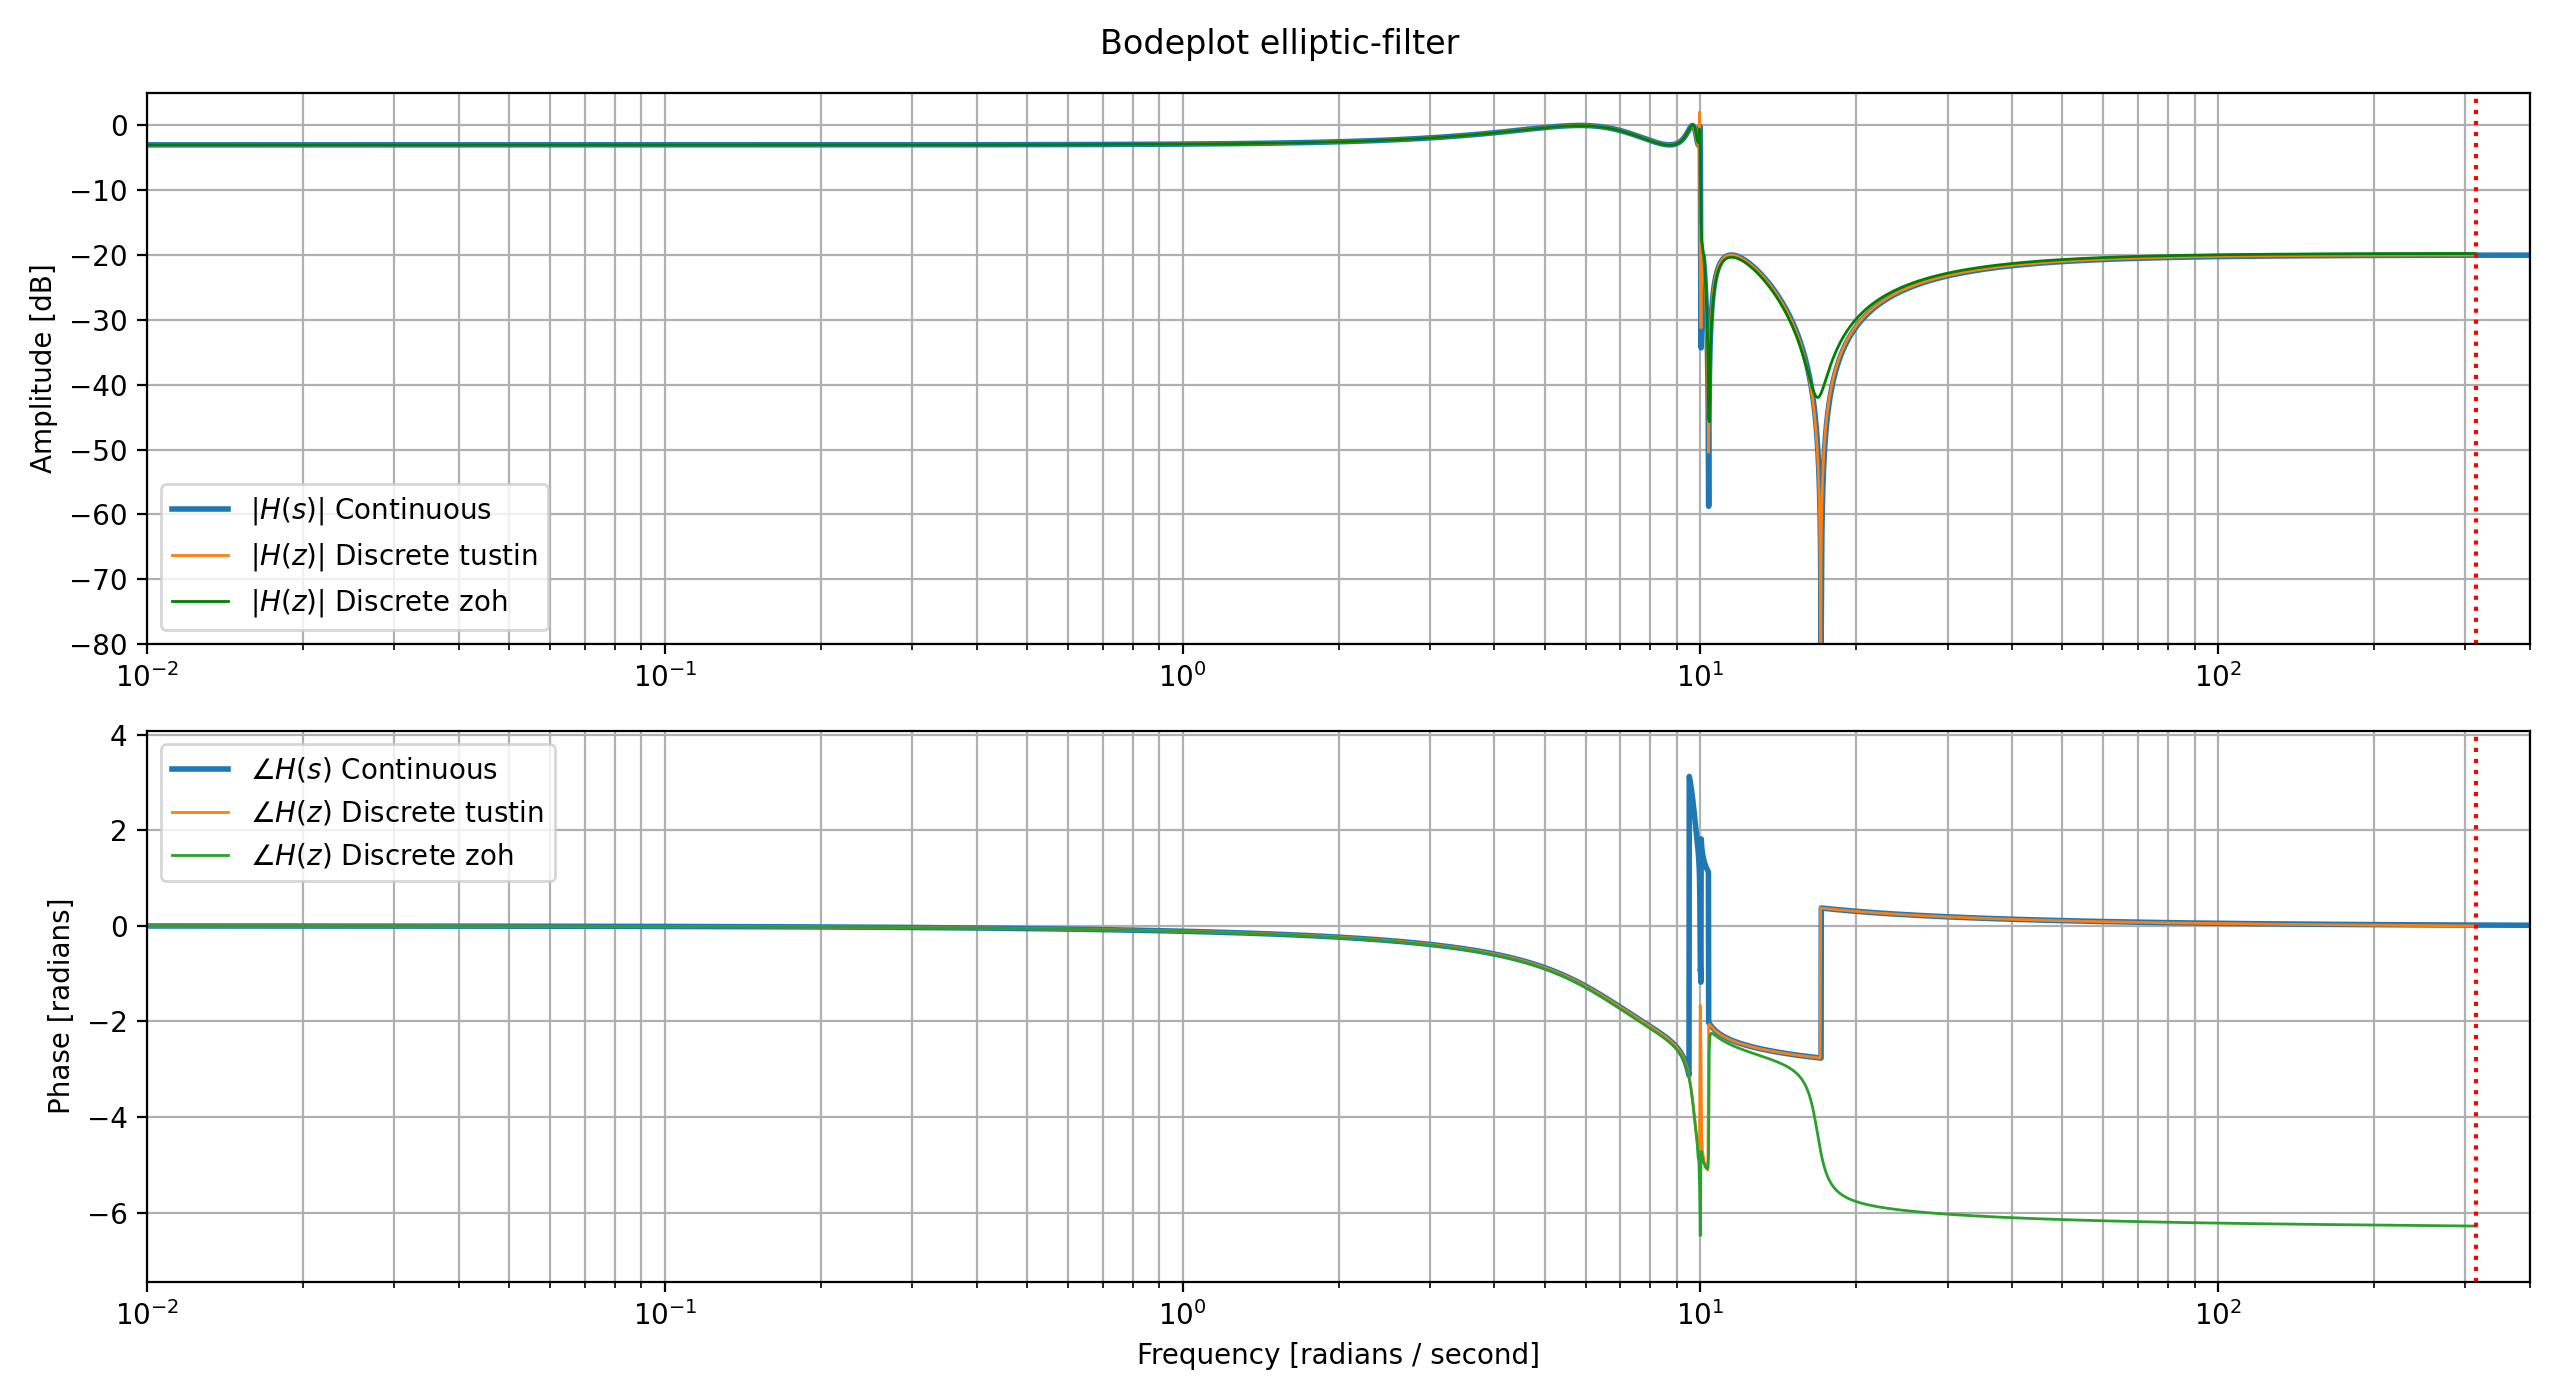 Bodeplot elliptic-filter
Amplitude [dB]
0
−10
−20
−30
−40
−50
−60
−70
−80
|H(s)| Continuous
|H(z)| Discrete tustin
|H(z)| Discrete zoh
10⁻² 10⁻¹ 10⁰ 10¹ 10²
Phase [radians]
4
2
0
−2
−4
−6
∠H(s) Continuous
∠H(z) Discrete tustin
∠H(z) Discrete zoh
10⁻² 10⁻¹ 10⁰ 10¹ 10²
Frequency [radians / second]